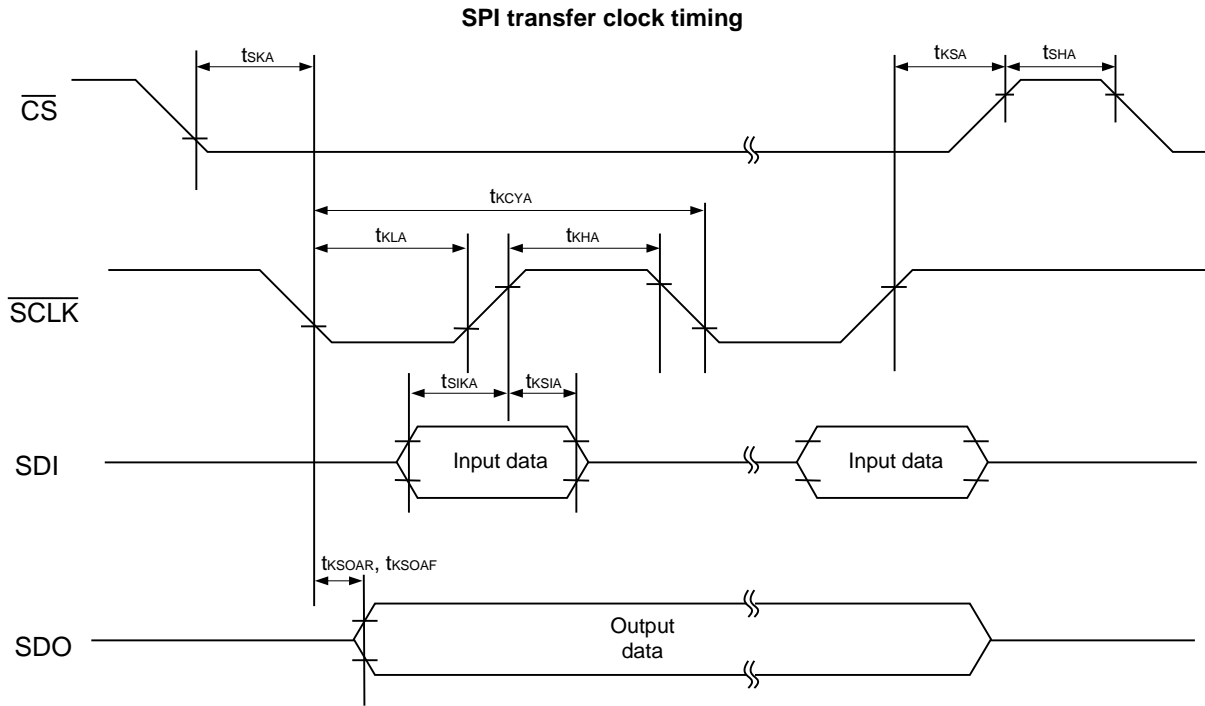 SPI transfer clock timing
tSKA
tKSA
tSHA
CS
tKCYA
tKLA
tKHA
SCLK
tSIKA
tKSIA
SDI
Input data
Input data
tKSOAR, tKSOAF
SDO
Output
data